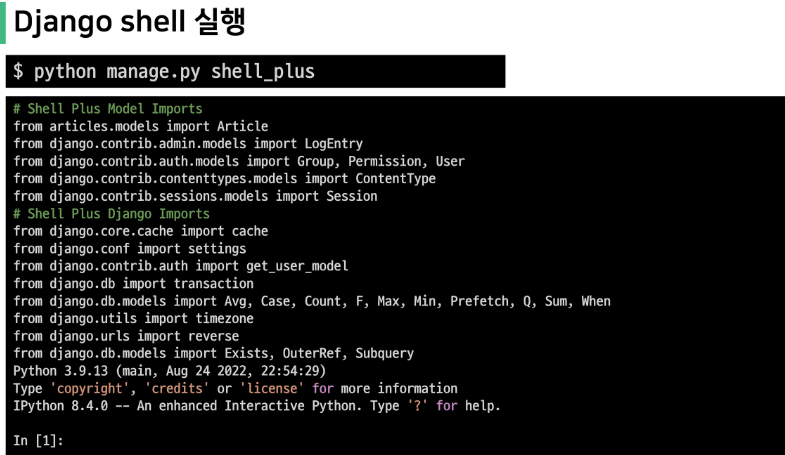 Django shell 실행
$ python manage.py shell_plus
# Shell Plus Model Imports
from articles.models import Article
from django.contrib.admin.models import LogEntry
from django.contrib.auth.models import Group, Permission, User
from django.contrib.contenttypes.models import ContentType
from django.contrib.sessions.models import Session
# Shell Plus Django Imports
from django.core.cache import cache
from django.conf import settings
from django.contrib.auth import get_user_model
from django.db import transaction
from django.db.models import Avg, Case, Count, F, Max, Min, Prefetch, Q, Sum, When
from django.utils import timezone
from django.urls import reverse
from django.db.models import Exists, OuterRef, Subquery
Python 3.9.13 (main, Aug 24 2022, 22:54:29)
Type 'copyright', 'credits' or 'license' for more information
IPython 8.4.0 -- An enhanced Interactive Python. Type '?' for help.
In [1]: